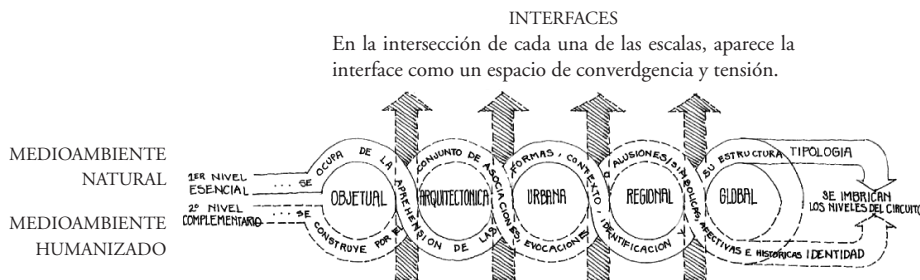 INTERFACES
En la intersección de cada una de las escalas, aparece la
interface como un espacio de converdgencia y tensión.
MEDIOAMBIENTE
NATURAL
MEDIOAMBIENTE
HUMANIZADO
1ER NIVEL
ESENCIAL
... SE OCUPA DE LA APREHENSION DE LAS FORMAS, CONTEXTO, IDENTIFICACION Y SU ESTRUCTURA TIPOLOGIA
2º NIVEL
COMPLEMENTARIO
... SE CONSTRUYE POR EL CONJUNTO DE ASOCIACIONES, EVOCACIONES O ALUSIONES SIMBOLICAS AFECTIVAS E HISTORICAS IDENTIDAD
OBJETUAL
ARQUITECTONICA
URBANA
REGIONAL
GLOBAL
SE IMBRICAN
LOS NIVELES DEL CIRCUITO